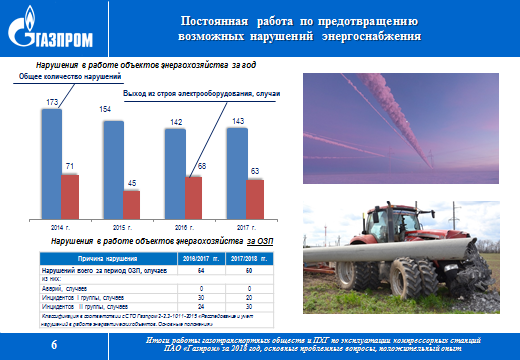 ГАЗПРОМ
Постоянная работа по предотвращению
возможных нарушений энергоснабжения
Нарушения в работе объектов энергохозяйства за год
Общее количество нарушений
Выход из строя электрооборудования, случаи
173
71
154
45
142
68
143
63
2014 г.
2015 г.
2016 г.
2017 г.
Нарушения в работе объектов энергохозяйства за ОЗП
Причина нарушения 2016/2017 гг. 2017/2018 гг.
Нарушений всего за период ОЗП, случаев 54 50
из них:
Аварий, случаев 0 0
Инцидентов I группы, случаев 30 20
Инцидентов II группы, случаев 24 30
Классификация в соответствии с СТО Газпром 2-2.3-1011-2015 «Расследование и учет
нарушений в работе энергетических объектов. Основные положения»
6
Итоги работы газотранспортных обществ и ПХГ по эксплуатации компрессорных станций
ПАО «Газпром» за 2018 год, основные проблемные вопросы, положительный опыт